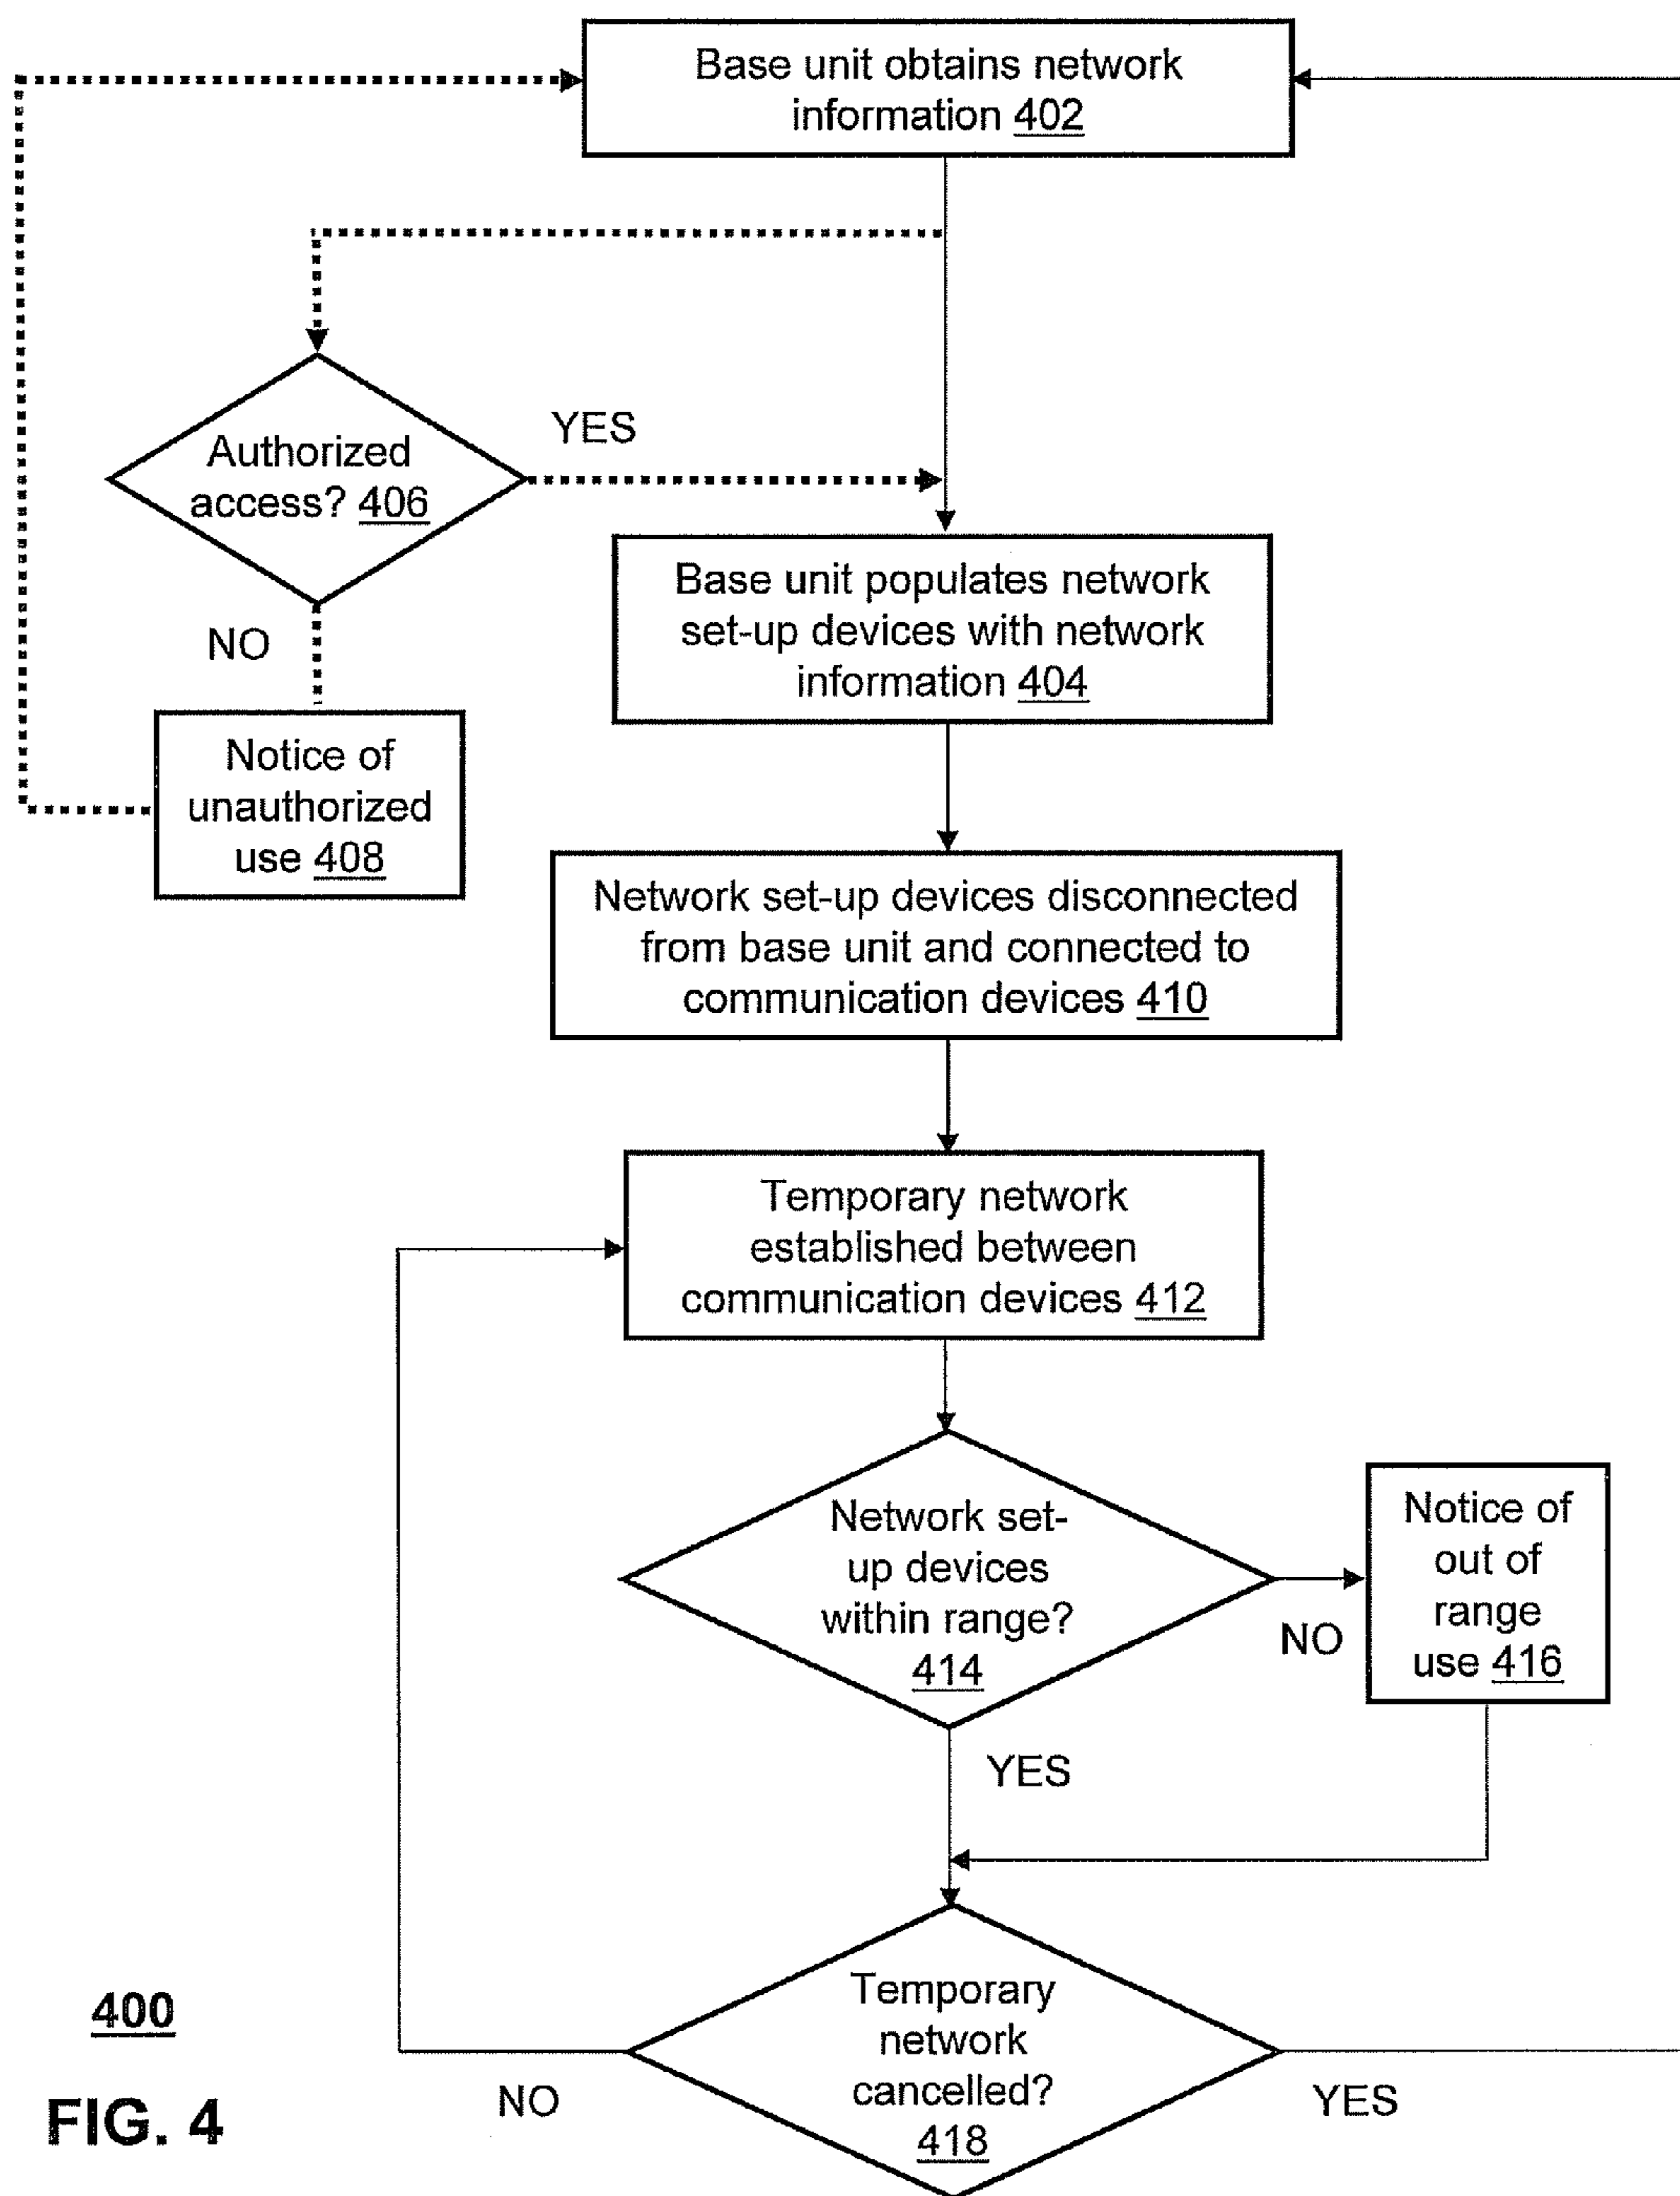 Base unit obtains network
information 402
Authorized
access? 406
YES
NO
Base unit populates network
set-up devices with network
information 404
Notice of
unauthorized
use 408
Network set-up devices disconnected
from base unit and connected to
communication devices 410
Temporary network
established between
communication devices 412
Network set-
up devices
within range?
414
NO
Notice of
out of
range
use 416
YES
Temporary
network
cancelled?
418
NO
YES
400
FIG. 4